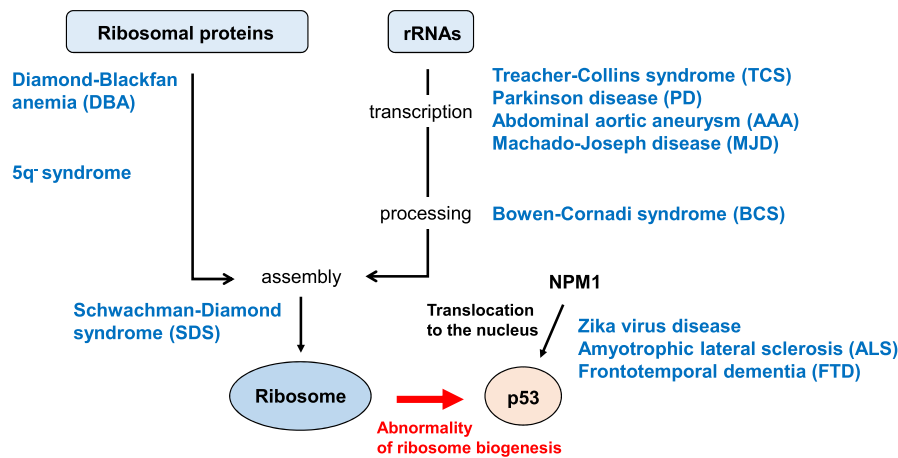 Ribosomal proteins
rRNAs
Diamond-Blackfan
anemia (DBA)
5q- syndrome
transcription
Treacher-Collins syndrome (TCS)
Parkinson disease (PD)
Abdominal aortic aneurysm (AAA)
Machado-Joseph disease (MJD)
processing
Bowen-Cornadi syndrome (BCS)
assembly
Schwachman-Diamond
syndrome (SDS)
NPM1
Translocation
to the nucleus
Zika virus disease
Amyotrophic lateral sclerosis (ALS)
Frontotemporal dementia (FTD)
Ribosome
p53
Abnormality
of ribosome biogenesis